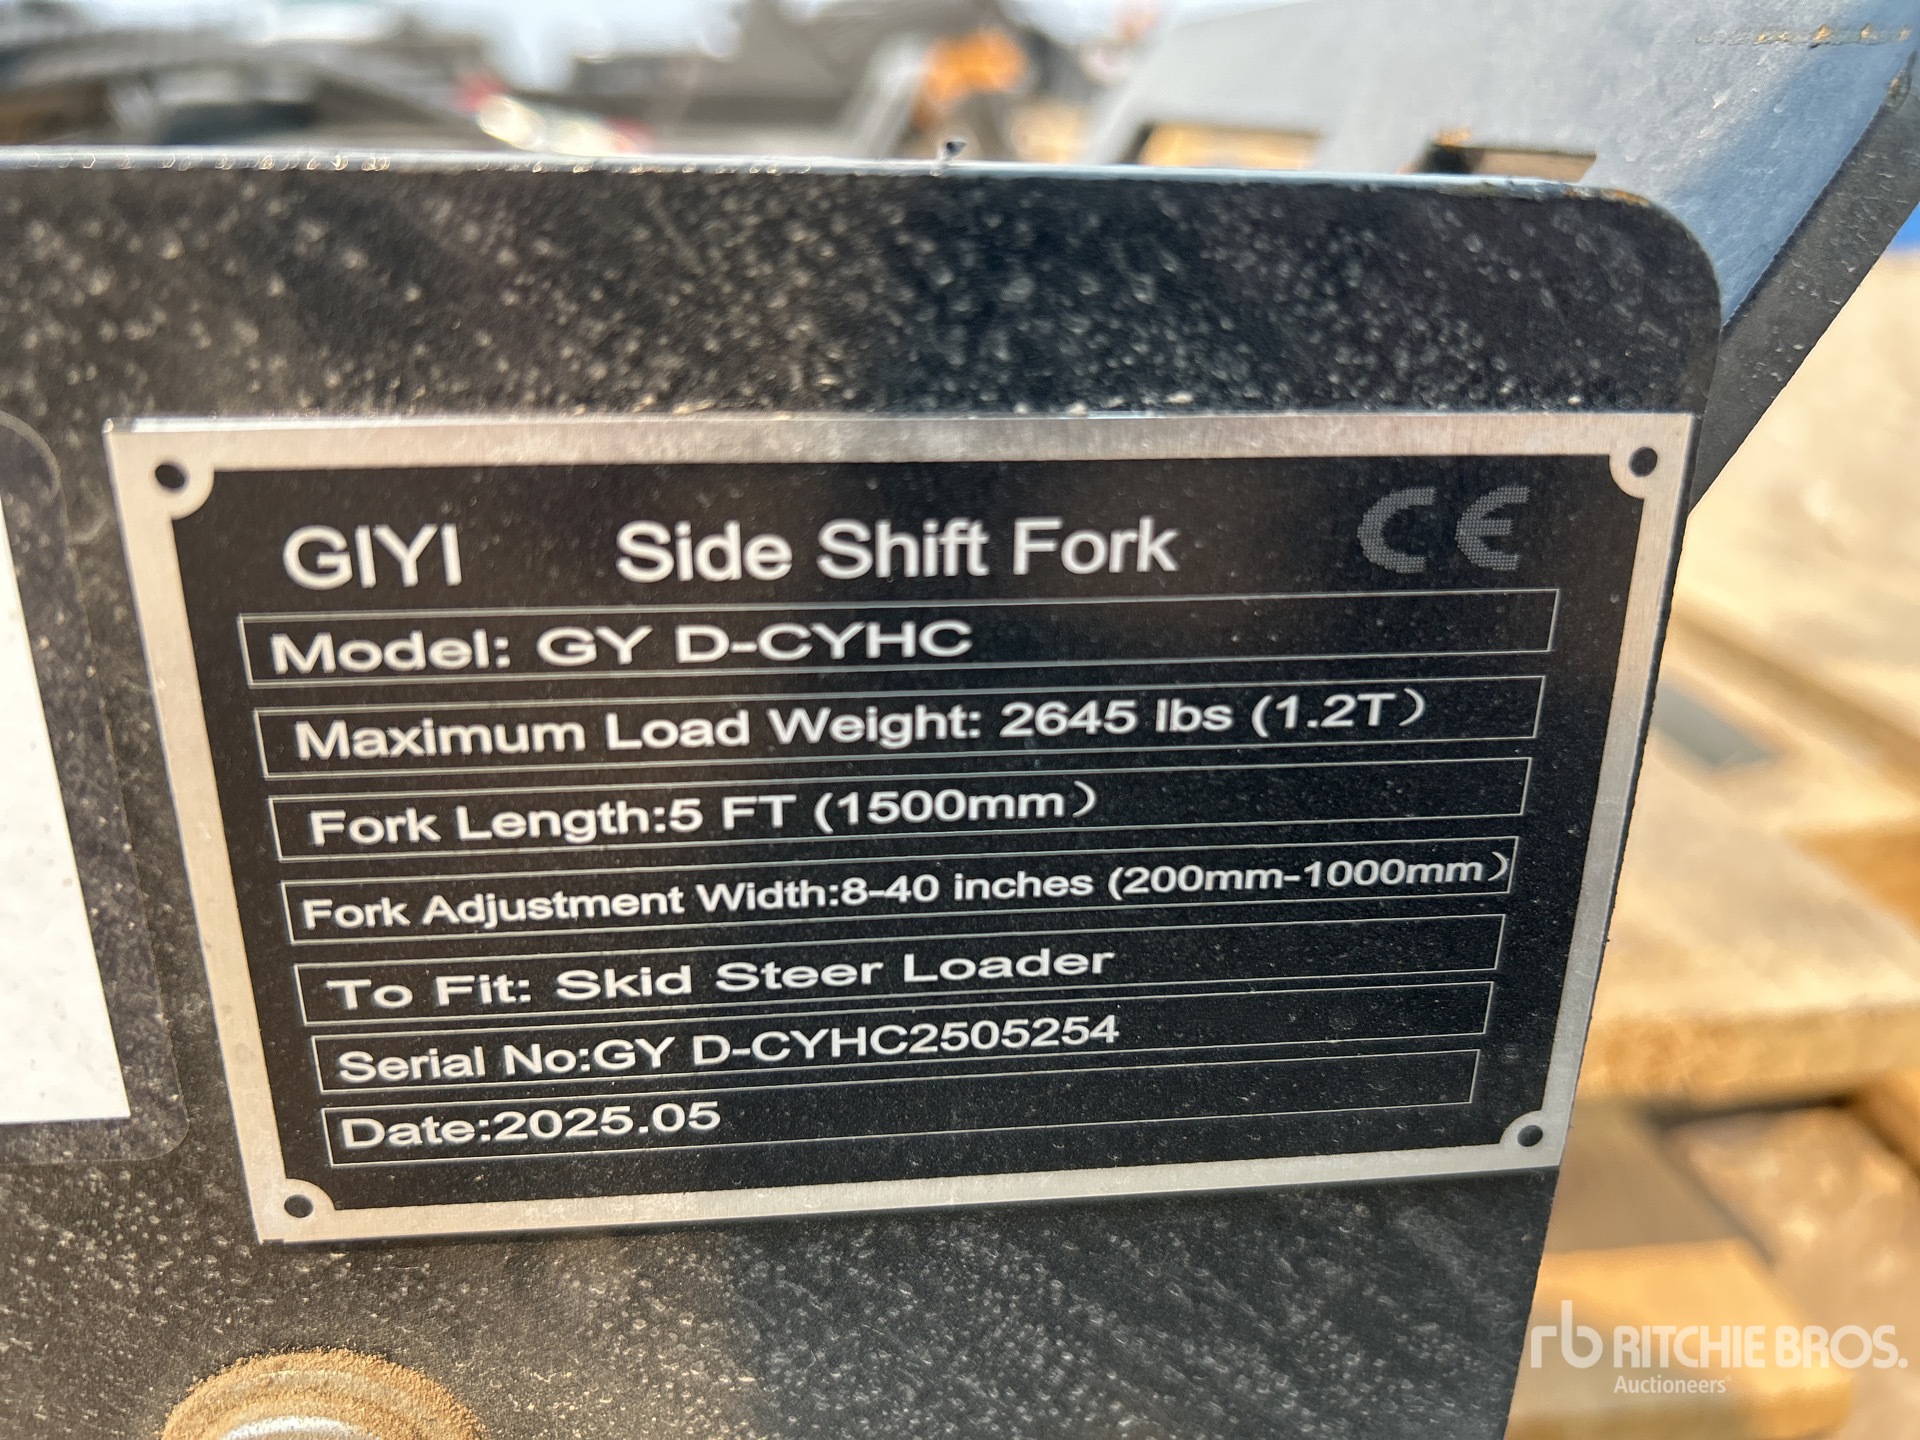 GIYI Side Shift Fork CE
Model: GY D-CYHC
Maximum Load Weight: 2645 lbs (1.2T)
Fork Length:5 FT (1500mm)
Fork Adjustment Width:8-40 inches (200mm-1000mm)
To Fit: Skid Steer Loader
Serial No:GY D-CYHC2505254
Date:2025.05
rb RITCHIE BROS.
Auctioneers